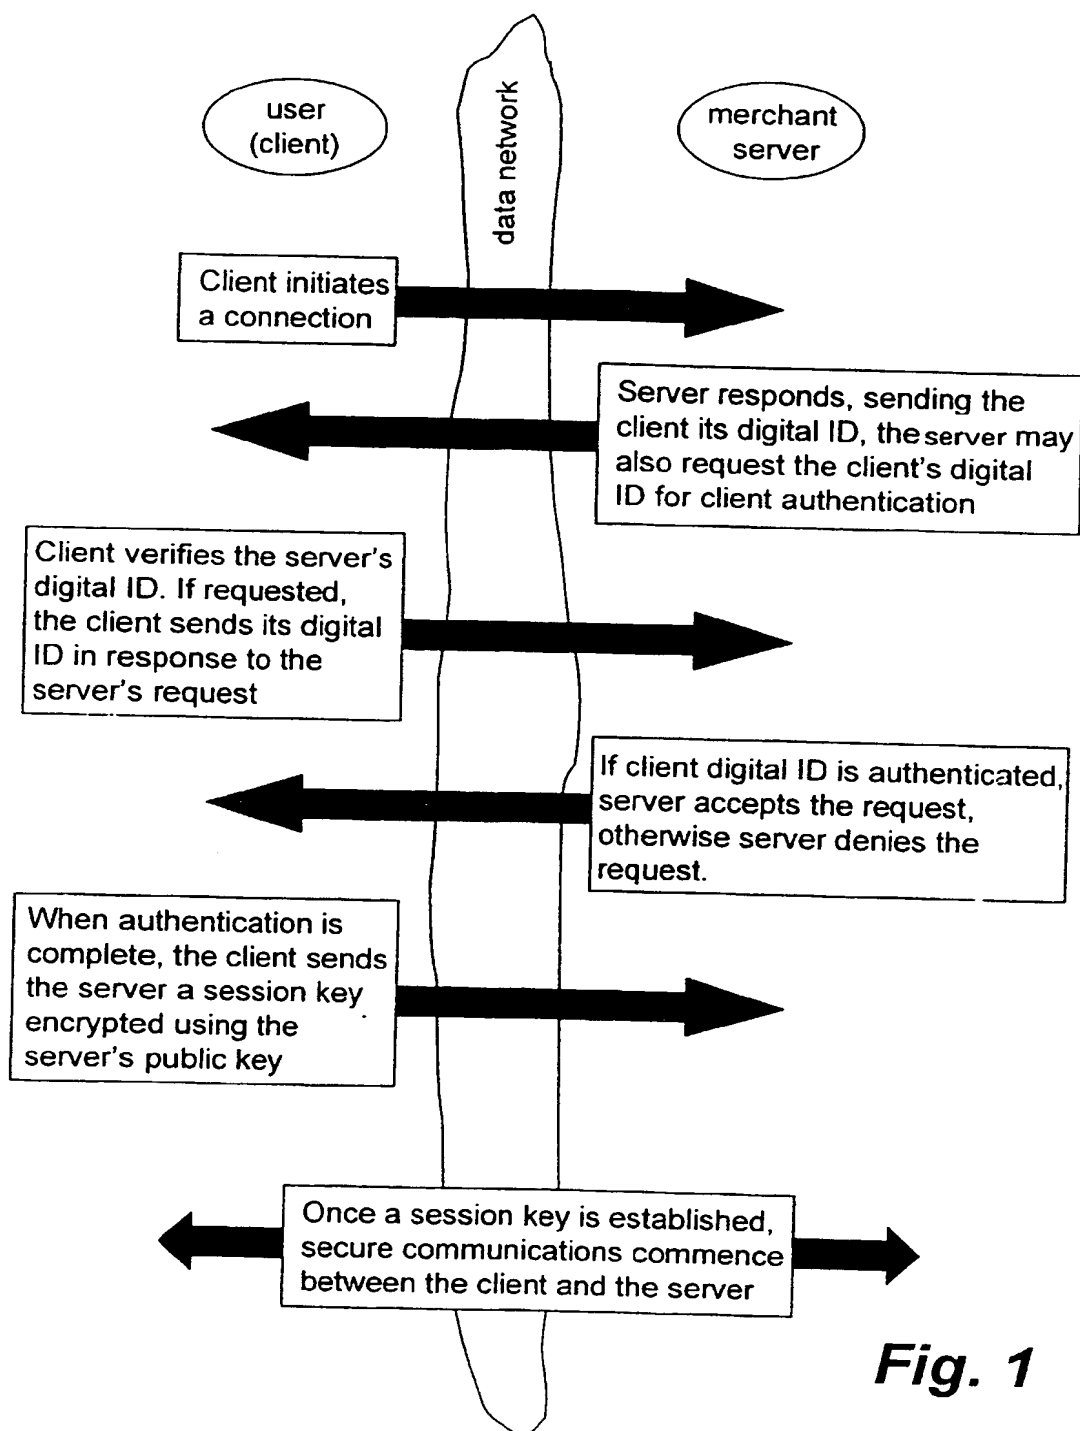 user
(client)
data network
merchant
server
Client initiates
a connection
Server responds, sending the
client its digital ID, the server may
also request the client's digital
ID for client authentication
Client verifies the server's
digital ID. If requested,
the client sends its digital
ID in response to the
server's request
If client digital ID is authenticated,
server accepts the request,
otherwise server denies the
request.
When authentication is
complete, the client sends
the server a session key
encrypted using the
server's public key
Once a session key is established,
secure communications commence
between the client and the server
Fig. 1